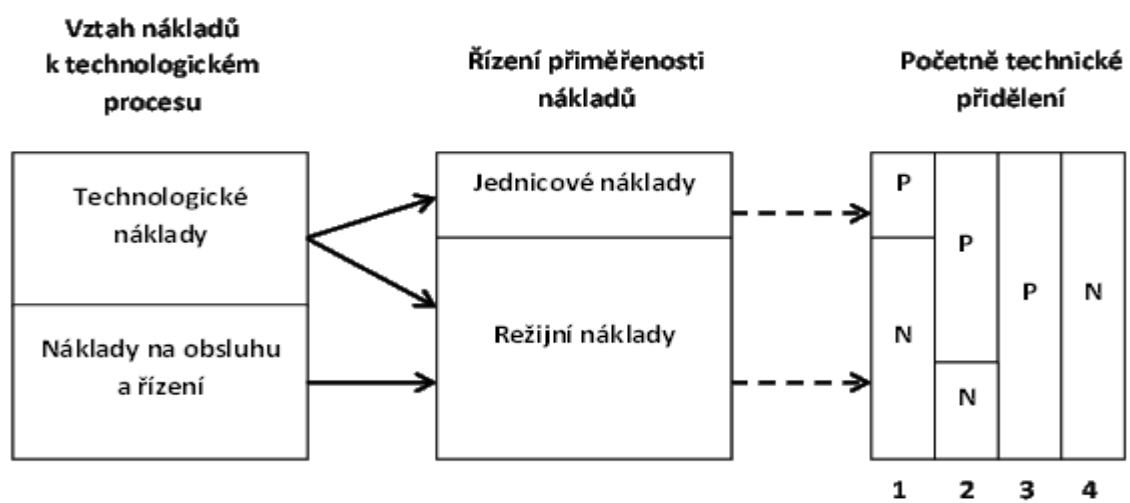 Vztah nákladů
k technologickém
procesu
Řízení přiměřenosti
nákladů
Početně technické
přidělení
Technologické
náklady
Náklady na obsluhu
a řízení
Jednicové náklady
Režijní náklady
P
N
P
N
P
N
1 2 3 4